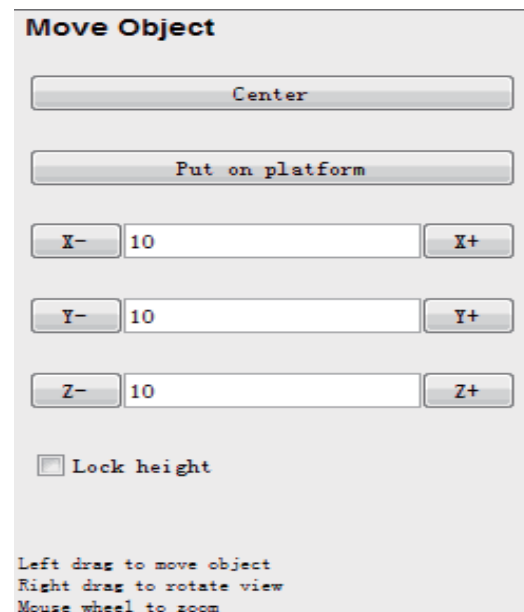 Move Object
Center
Put on platform
X- 10 X+
Y- 10 Y+
Z- 10 Z+
Lock height
Left drag to move object
Right drag to rotate view
Mouse wheel to zoom